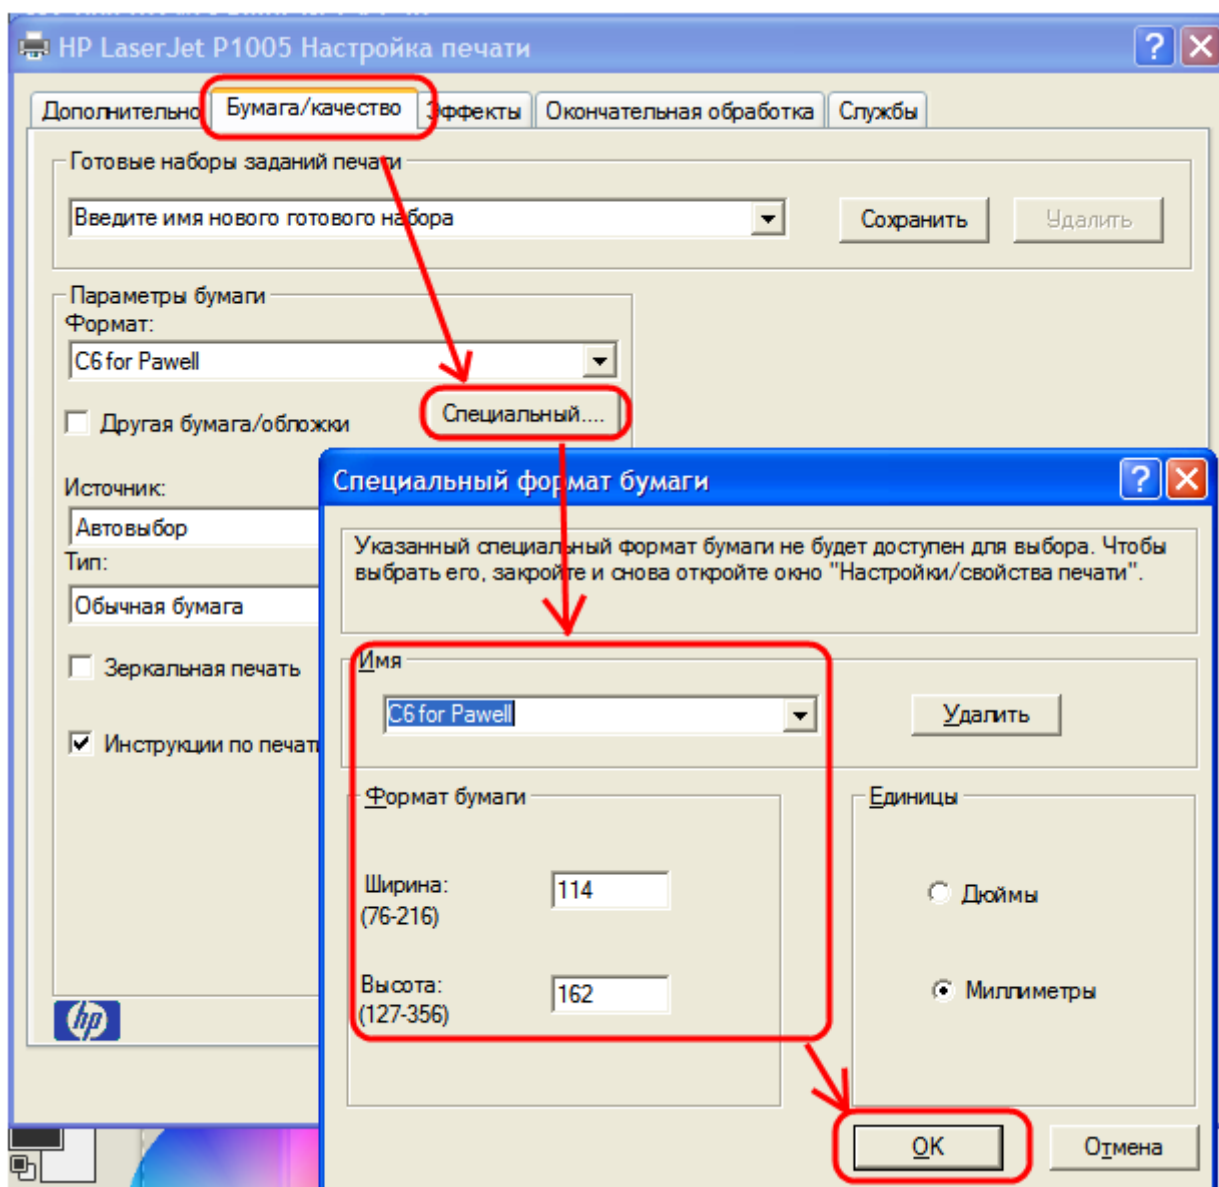 HP LaserJet P1005 Настройка печати
Дополнительно Бумага/качество Эффекты Окончательная обработка Службы
Готовые наборы заданий печати
Введите имя нового готового набора Сохранить Удалить
Параметры бумаги
Формат:
C6 for Pawell
Другая бумага/обложки Специальный....
Источник:
Автовыбор
Тип:
Обычная бумага
Зеркальная печать
Инструкции по печати
hp
Специальный формат бумаги
Указанный специальный формат бумаги не будет доступен для выбора. Чтобы
выбрать его, закройте и снова откройте окно "Настройки/свойства печати".
Имя
C6 for Pawell Удалить
Формат бумаги
Ширина: 114
(76-216)
Высота: 162
(127-356)
Единицы
Дюймы
Миллиметры
OK Отмена